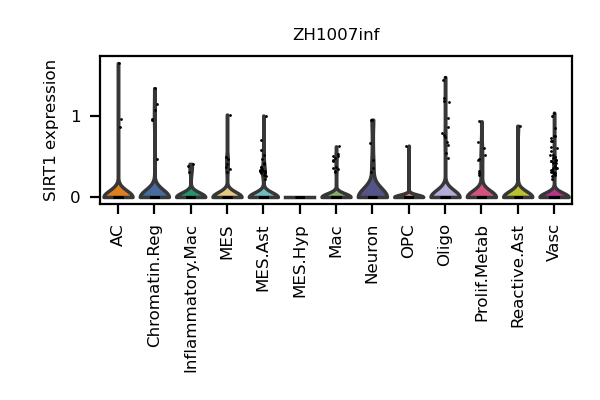 ZH1007inf
SIRT1 expression
1
0
AC
Chromatin.Reg
Inflammatory.Mac
MES
MES.Ast
MES.Hyp
Mac
Neuron
OPC
Oligo
Prolif.Metab
Reactive.Ast
Vasc